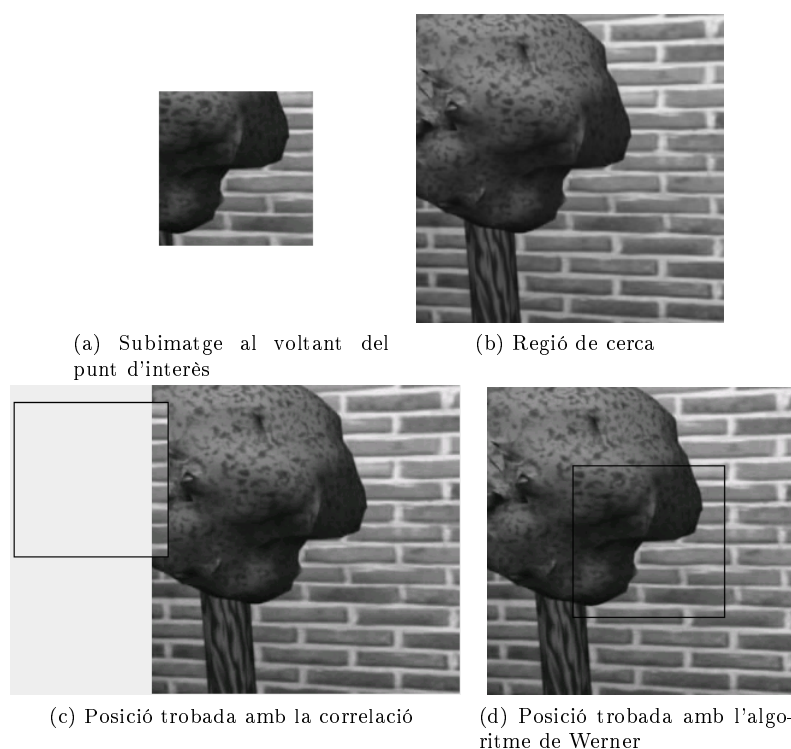 (a) Subimatge al voltant del
punt d'interès
(b) Regió de cerca
(c) Posició trobada amb la correlació
(d) Posició trobada amb l'algo-
ritme de Werner